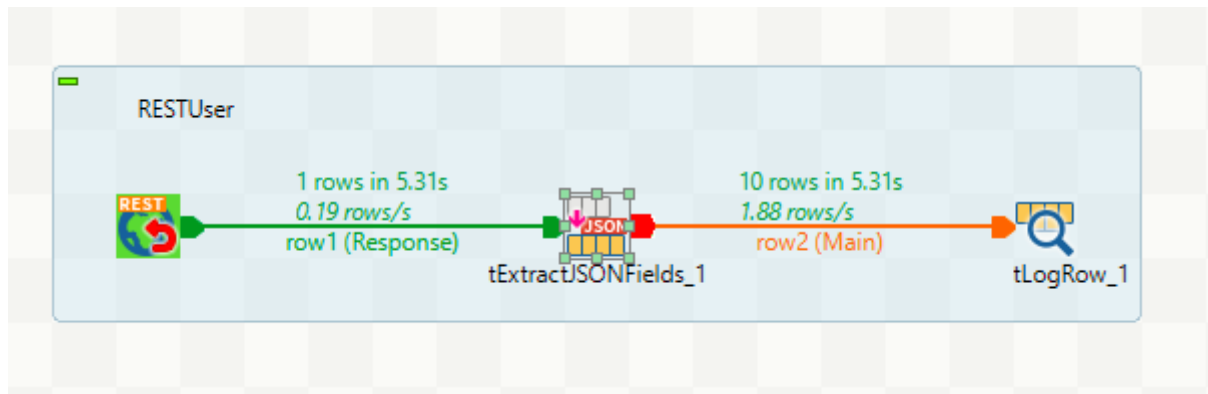 RESTUser
1 rows in 5.31s
0.19 rows/s
row1 (Response)
10 rows in 5.31s
1.88 rows/s
row2 (Main)
REST
JSON
tExtractJSONFields_1
tLogRow_1